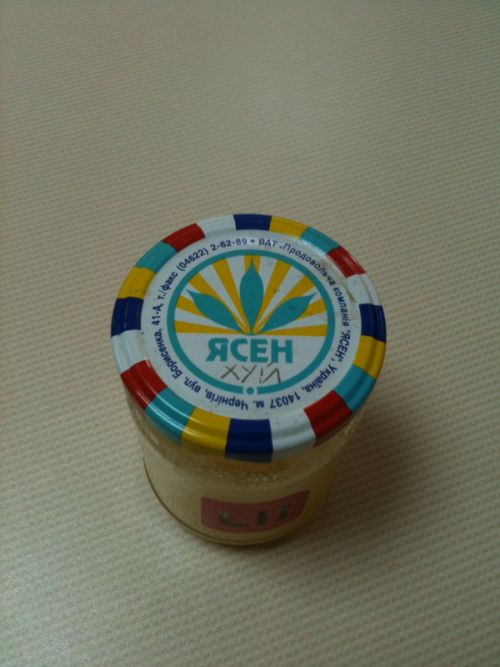 ВАТ „Продовольча компанія "ЯСЕН", Україна, 14037 м. Чернігів, вул. Борисенка, 41-А, т./факс (04622) 2-62-89 •
ЯСЕН
ХУЙ